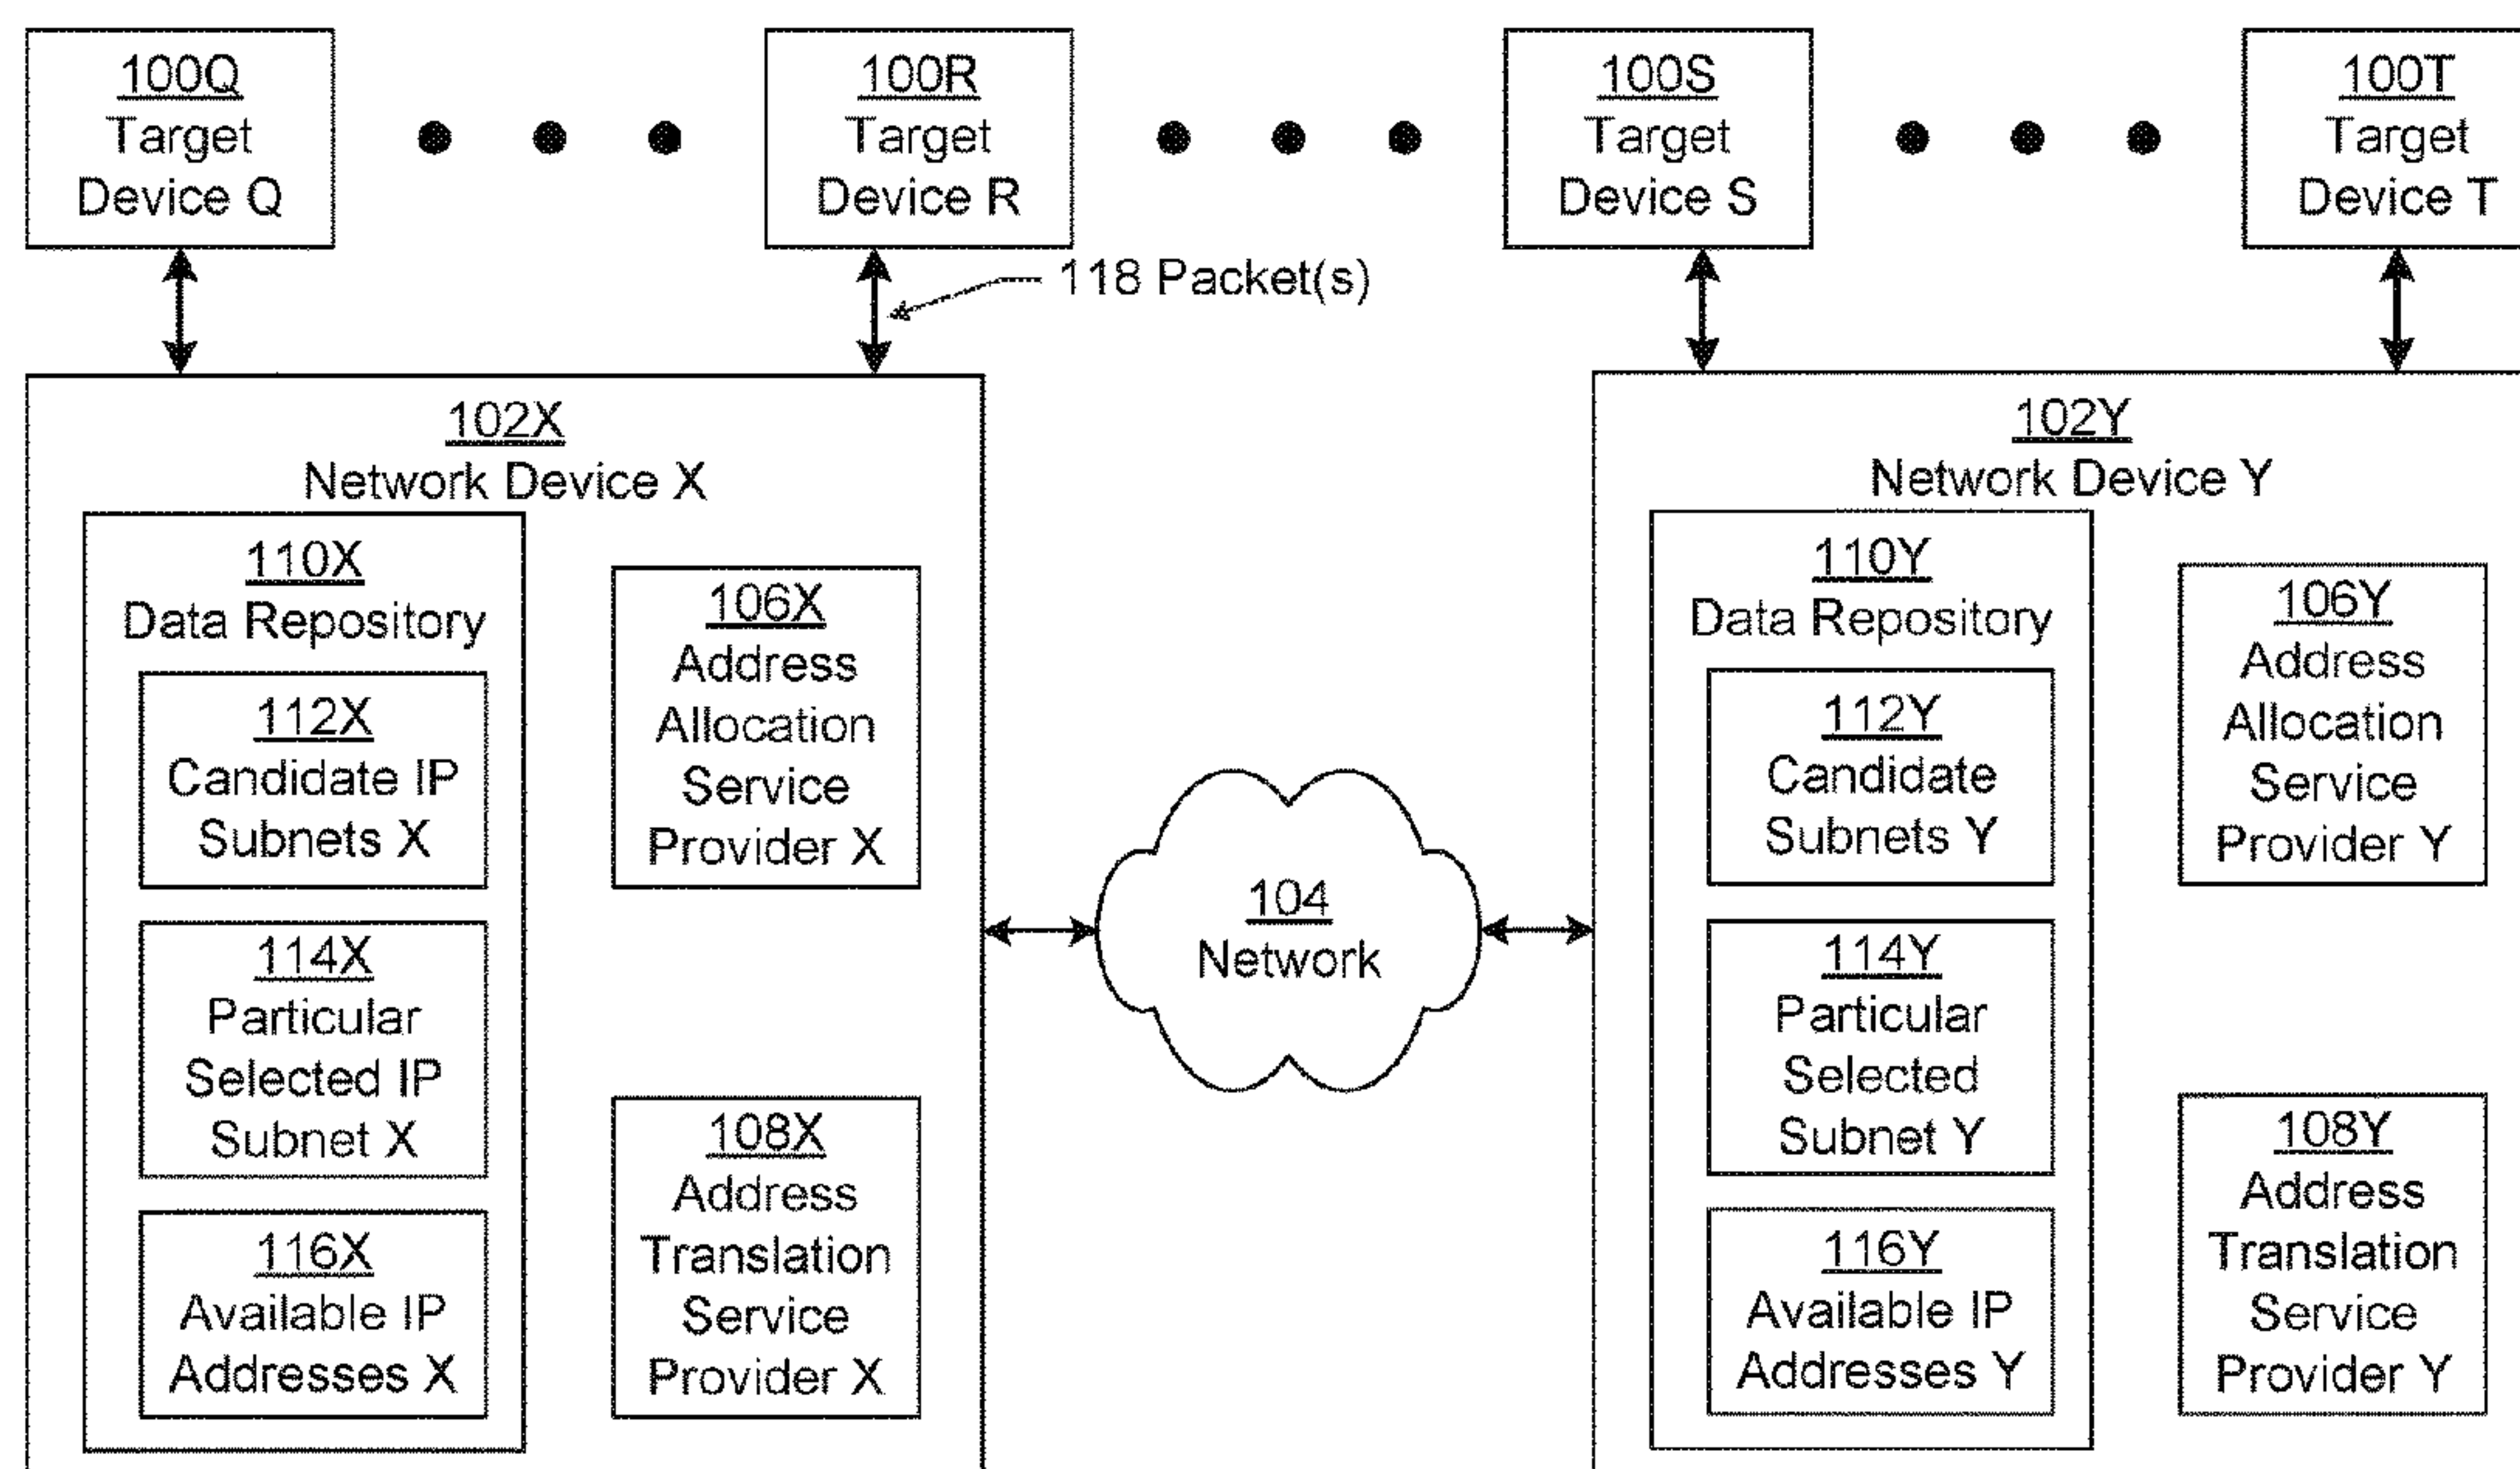 100Q
Target
Device Q
100R
Target
Device R
100S
Target
Device S
100T
Target
Device T
118 Packet(s)
102X
Network Device X
110X
Data Repository
112X
Candidate IP
Subnets X
114X
Particular
Selected IP
Subnet X
116X
Available IP
Addresses X
106X
Address
Allocation
Service
Provider X
108X
Address
Translation
Service
Provider X
104
Network
102Y
Network Device Y
110Y
Data Repository
112Y
Candidate
Subnets Y
114Y
Particular
Selected
Subnet Y
116Y
Available IP
Addresses Y
106Y
Address
Allocation
Service
Provider Y
108Y
Address
Translation
Service
Provider Y